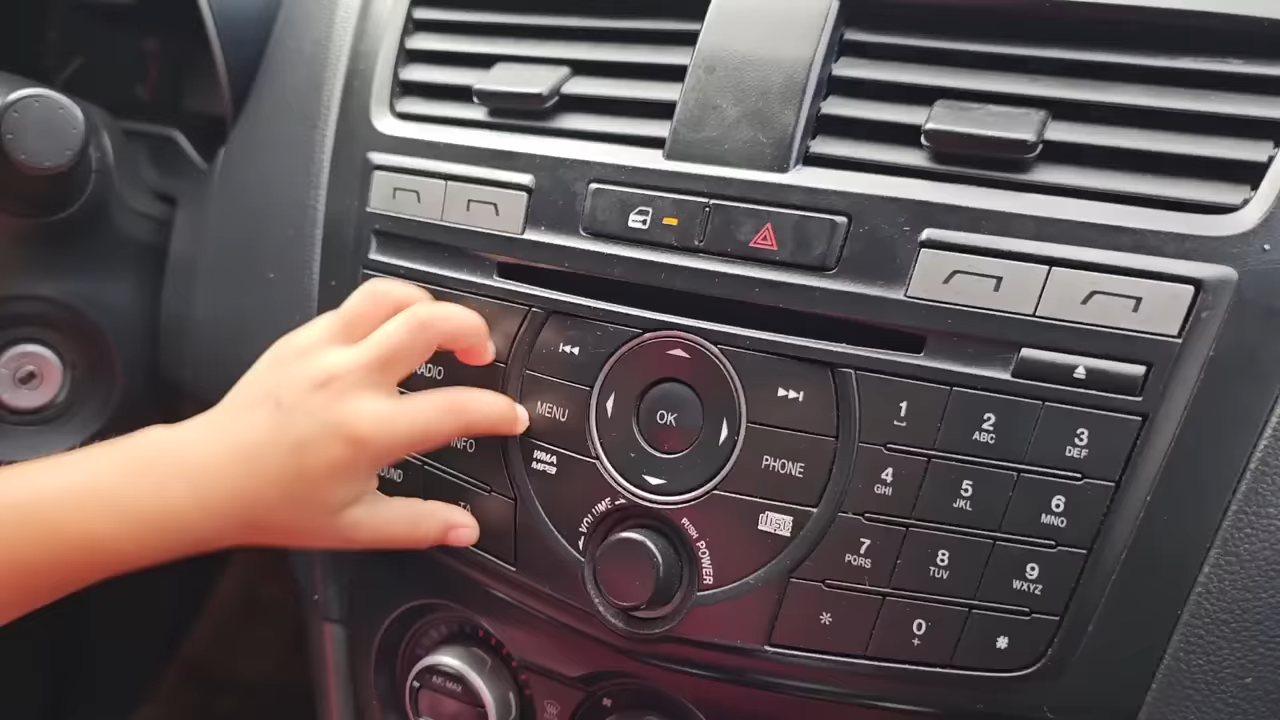 RADIO
MENU
OK
INFO
WMA
MP3
PHONE
VOLUME
PUSH POWER
disc
1
2
ABC
3
DEF
4
GHI
5
JKL
6
MNO
7
PQRS
8
TUV
9
WXYZ
*
0
+
#
A/C MAX